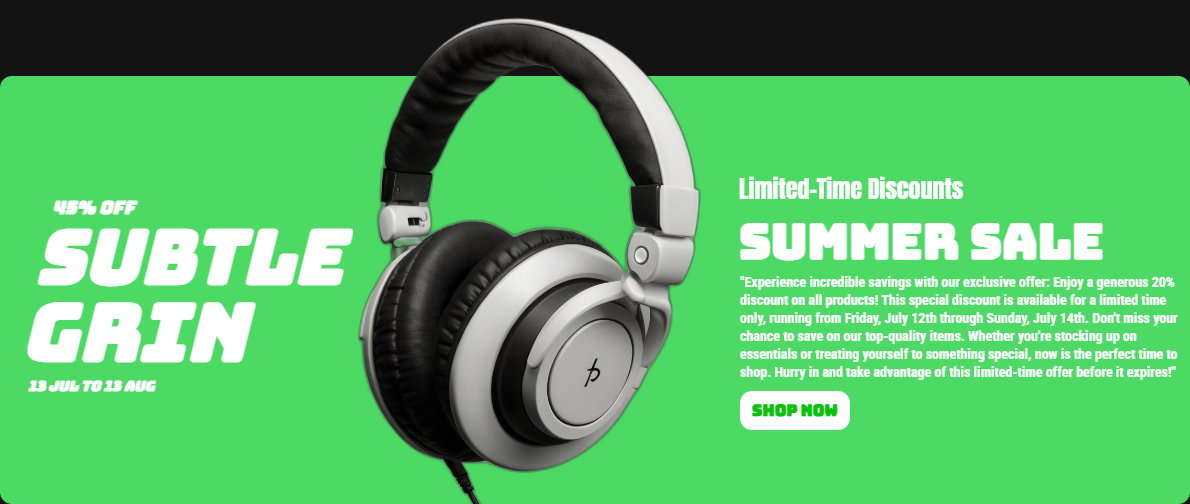 45% OFF
SUBTLE
GRIN
13 JUL TO 13 AUG
Limited-Time Discounts
SUMMER SALE
"Experience incredible savings with our exclusive offer: Enjoy a generous 20%
discount on all products! This special discount is available for a limited time
only, running from Friday, July 12th through Sunday, July 14th. Don't miss your
chance to save on our top-quality items. Whether you're stocking up on
essentials or treating yourself to something special, now is the perfect time to
shop. Hurry in and take advantage of this limited-time offer before it expires!"
SHOP NOW